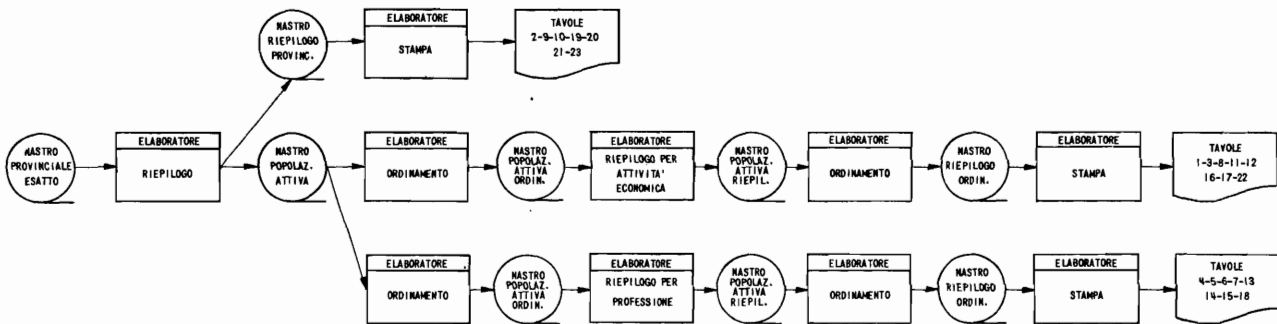 NASTRO
RIEPILOGO
PROVINC.
ELABORATORE
STAMPA
TAVOLE
2-9-10-19-20
21-23
NASTRO
PROVINCIALE
ESATTO
ELABORATORE
RIEPILOGO
NASTRO
POPOLAZ.
ATTIVA
ELABORATORE
ORDINAMENTO
NASTRO
POPOLAZ.
ATTIVA
ORDIN.
ELABORATORE
RIEPILOGO PER
ATTIVITA'
ECONOMICA
NASTRO
POPOLAZ.
ATTIVA
RIEPIL.
ELABORATORE
ORDINAMENTO
NASTRO
RIEPILOGO
ORDIN.
ELABORATORE
STAMPA
TAVOLE
1-3-8-11-12
16-17-22
ELABORATORE
ORDINAMENTO
NASTRO
POPOLAZ.
ATTIVA
ORDIN.
ELABORATORE
RIEPILOGO PER
PROFESSIONE
NASTRO
POPOLAZ.
ATTIVA
RIEPIL.
ELABORATORE
ORDINAMENTO
NASTRO
RIEPILOGO
ORDIN.
ELABORATORE
STAMPA
TAVOLE
4-5-6-7-13
14-15-18